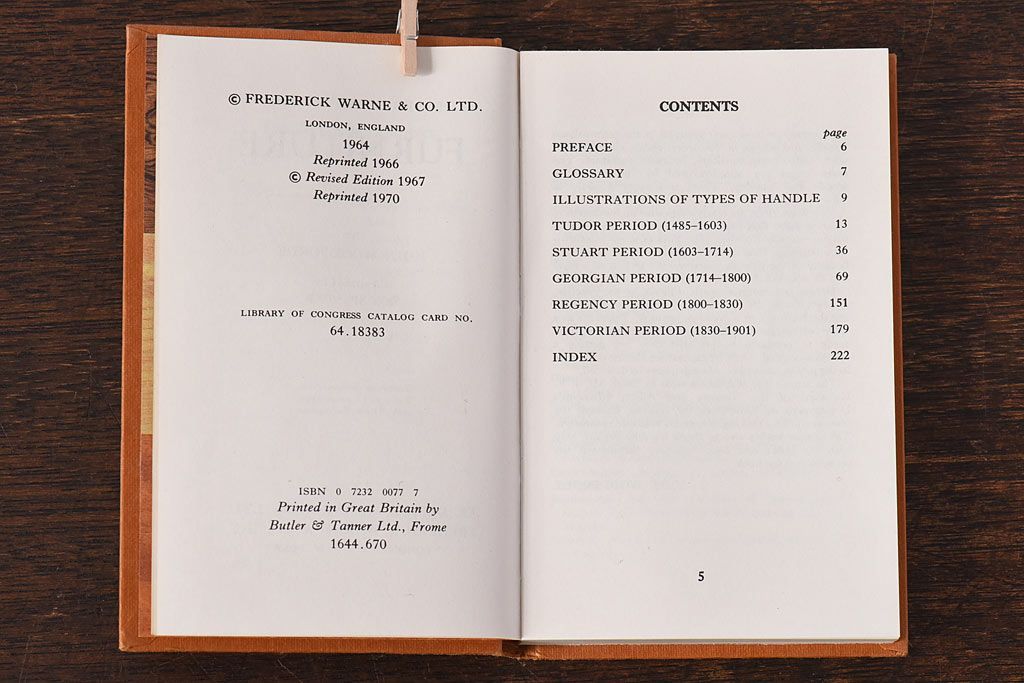 © FREDERICK WARNE & CO. LTD.
LONDON, ENGLAND
1964
Reprinted 1966
© Revised Edition 1967
Reprinted 1970
LIBRARY OF CONGRESS CATALOG CARD NO.
64.18383
ISBN 0 7232 0077 7
Printed in Great Britain by
Butler & Tanner Ltd., Frome
1644.670
CONTENTS
page
PREFACE 6
GLOSSARY 7
ILLUSTRATIONS OF TYPES OF HANDLE 9
TUDOR PERIOD (1485–1603) 13
STUART PERIOD (1603–1714) 36
GEORGIAN PERIOD (1714–1800) 69
REGENCY PERIOD (1800–1830) 151
VICTORIAN PERIOD (1830–1901) 179
INDEX 222
5